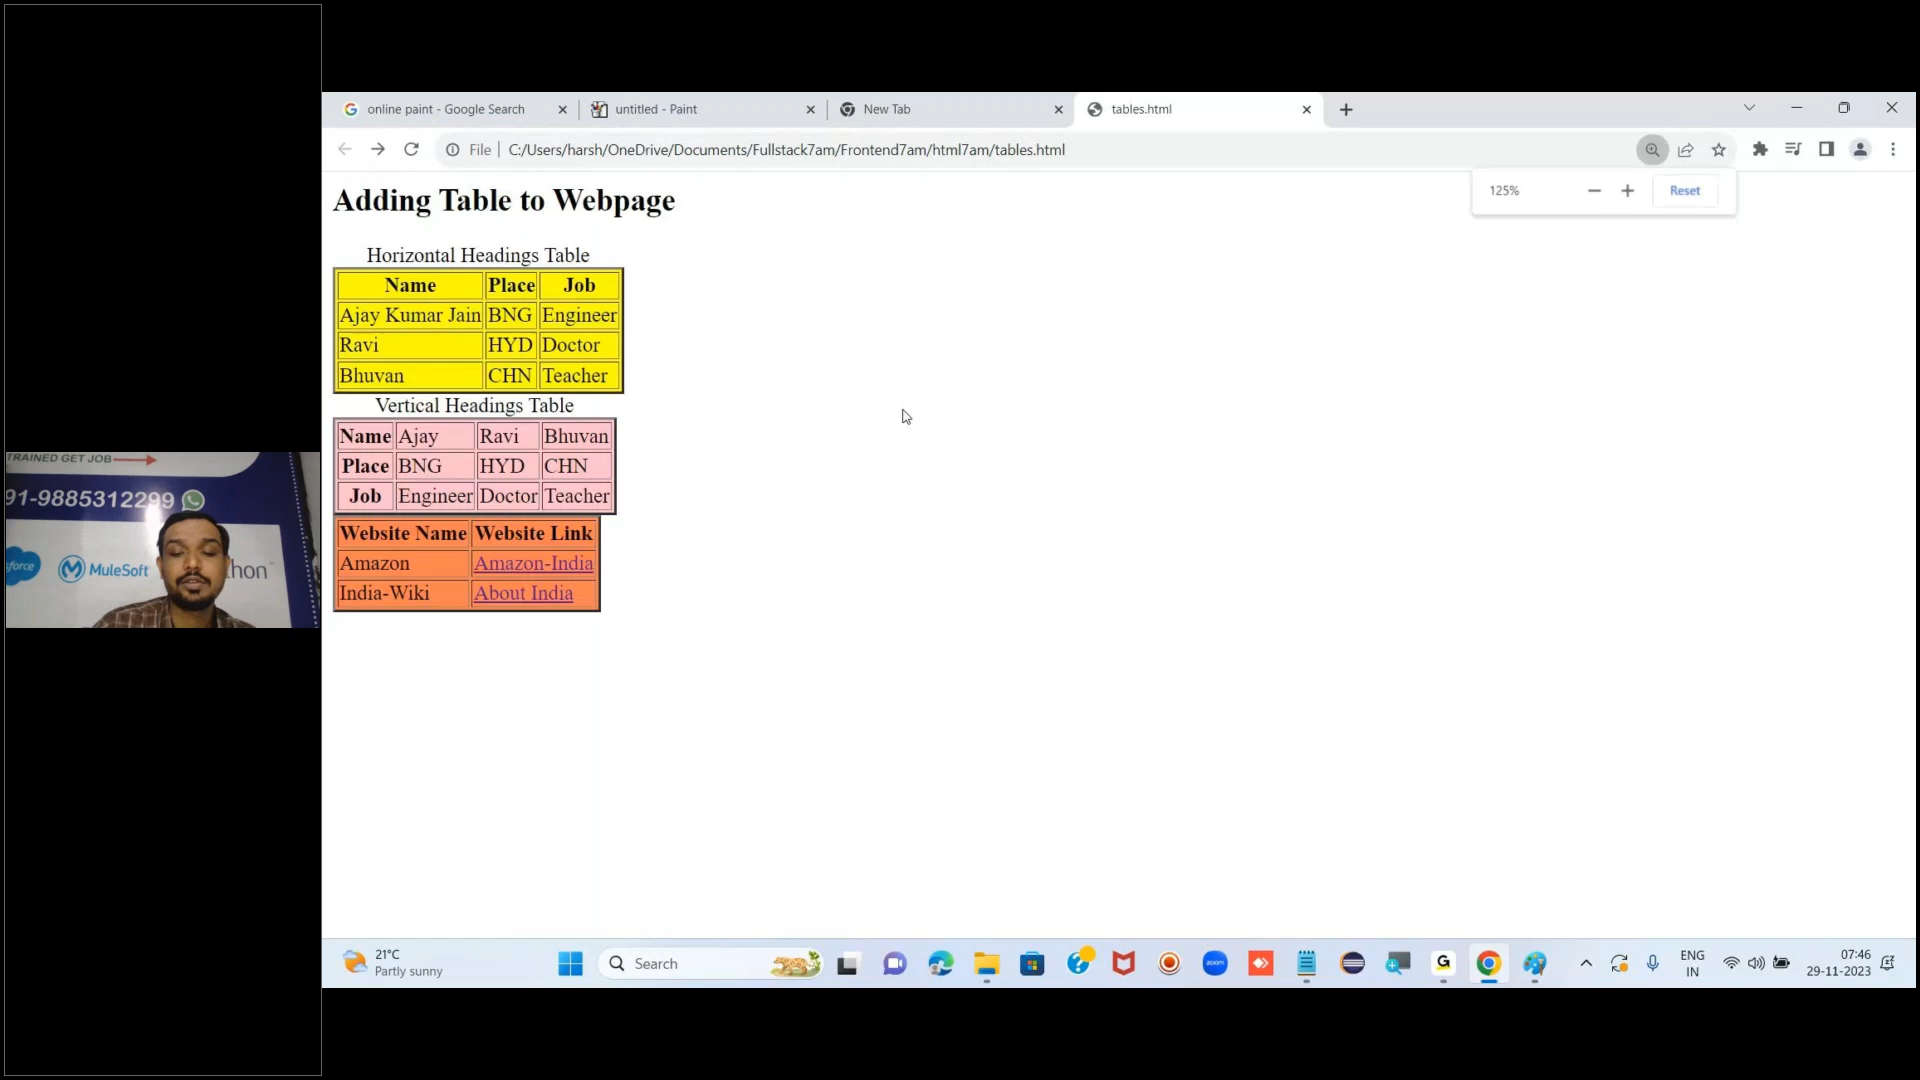 online paint - Google Search
untitled - Paint
New Tab
tables.html
File
C:/Users/harsh/OneDrive/Documents/Fullstack7am/Frontend7am/html7am/tables.html
125%
Reset
Adding Table to Webpage
Horizontal Headings Table
Name Place Job
Ajay Kumar Jain BNG Engineer
Ravi HYD Doctor
Bhuvan CHN Teacher
Vertical Headings Table
Name Ajay Ravi Bhuvan
Place BNG HYD CHN
Job Engineer Doctor Teacher
Website Name Website Link
Amazon Amazon-India
India-Wiki About India
TRAINED GET JOB
91-9885312299
force
MuleSoft
hon
21°C
Partly sunny
Search
zoom
G
ENG
IN
07:46
29-11-2023